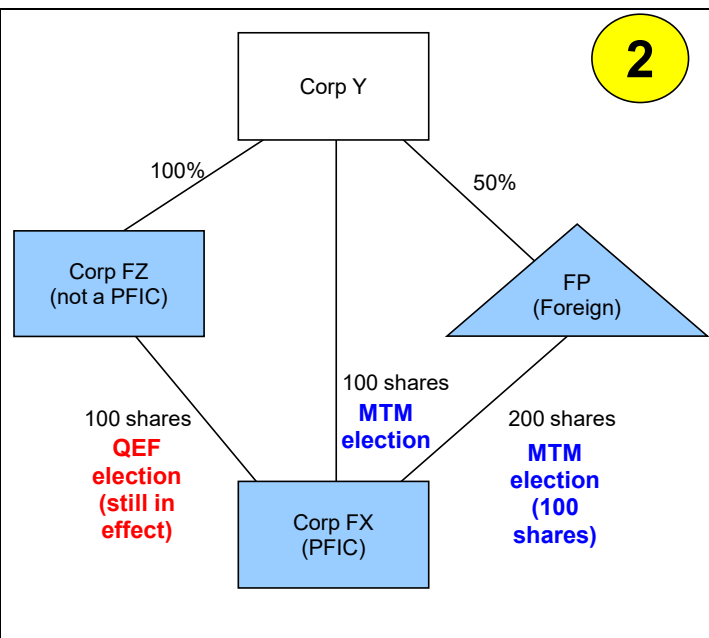 2
Corp Y
100%
50%
Corp FZ
(not a PFIC)
FP
(Foreign)
100 shares
MTM
election
100 shares
QEF
election
(still in
effect)
200 shares
MTM
election
(100
shares)
Corp FX
(PFIC)